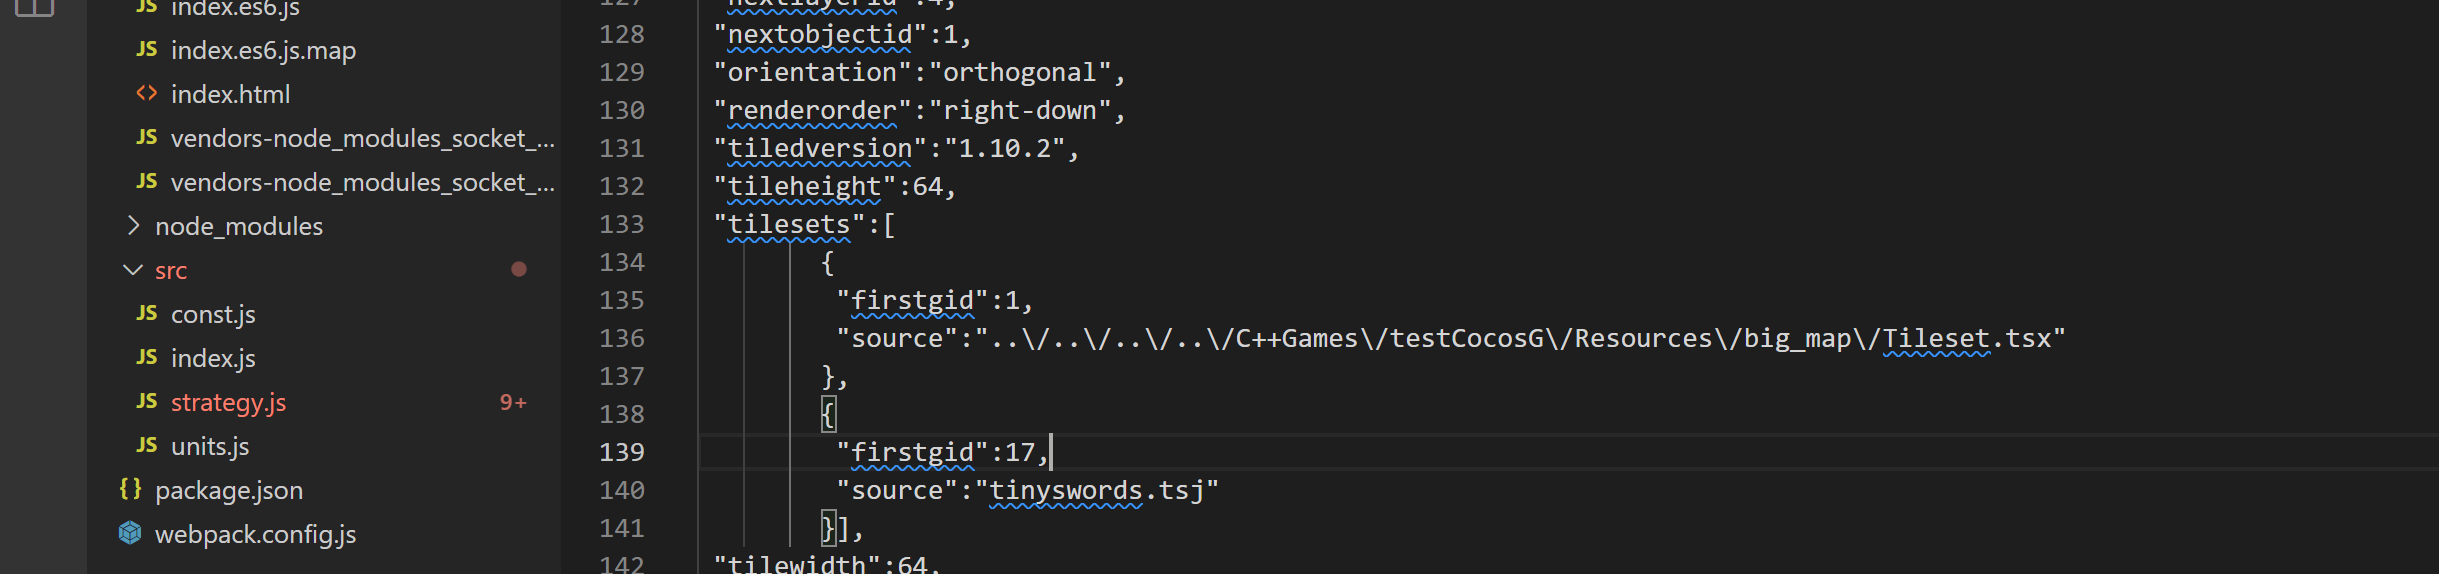 index.es6.js
JS index.es6.js.map
<> index.html
JS vendors-node_modules_socket_...
JS vendors-node_modules_socket_...
node_modules
src
JS const.js
JS index.js
JS strategy.js 9+
JS units.js
{} package.json
webpack.config.js
127 "nextlayerid":4,
128 "nextobjectid":1,
129 "orientation":"orthogonal",
130 "renderorder":"right-down",
131 "tiledversion":"1.10.2",
132 "tileheight":64,
133 "tilesets":[
134 {
135 "firstgid":1,
136 "source":"..\/..\/..\/..\/C++Games\/testCocosG\/Resources\/big_map\/Tileset.tsx"
137 },
138 {
139 "firstgid":17,
140 "source":"tinyswords.tsj"
141 }],
142 "tilewidth":64,